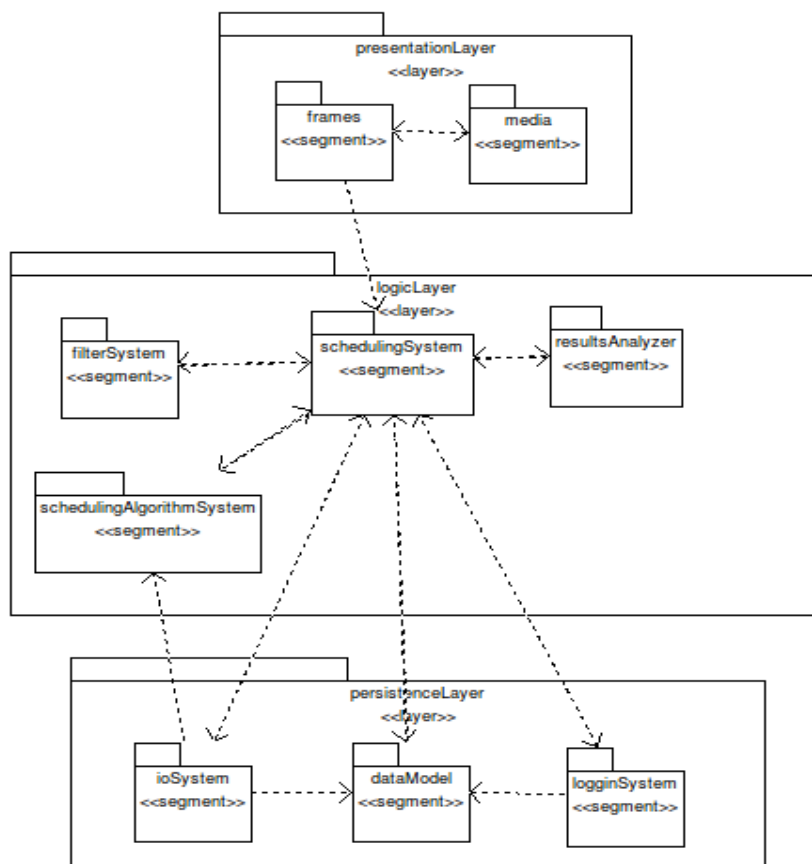 presentationLayer
<<layer>>
frames
<<segment>>
media
<<segment>>
logicLayer
<<layer>>
filterSystem
<<segment>>
schedulingSystem
<<segment>>
resultsAnalyzer
<<segment>>
schedulingAlgorithmSystem
<<segment>>
persistenceLayer
<<layer>>
ioSystem
<<segment>>
dataModel
<<segment>>
logginSystem
<<segment>>